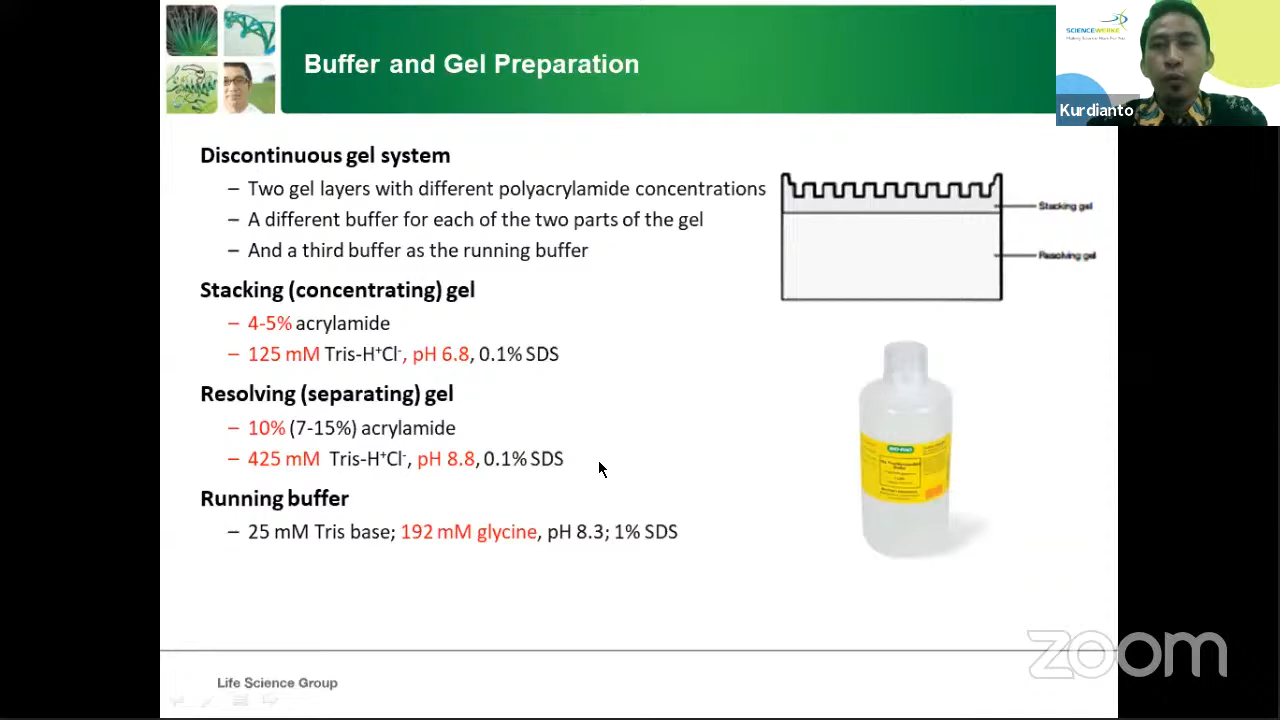 Buffer and Gel Preparation
SCIENCEWERKE
Kurdianto
Discontinuous gel system
– Two gel layers with different polyacrylamide concentrations
– A different buffer for each of the two parts of the gel
– And a third buffer as the running buffer
Stacking gel
Resolving gel
Stacking (concentrating) gel
– 4-5% acrylamide
– 125 mM Tris-H⁺Cl⁻, pH 6.8, 0.1% SDS
Resolving (separating) gel
– 10% (7-15%) acrylamide
– 425 mM Tris-H⁺Cl⁻, pH 8.8, 0.1% SDS
Running buffer
– 25 mM Tris base; 192 mM glycine, pH 8.3; 1% SDS
BIO-RAD
zoom
Life Science Group